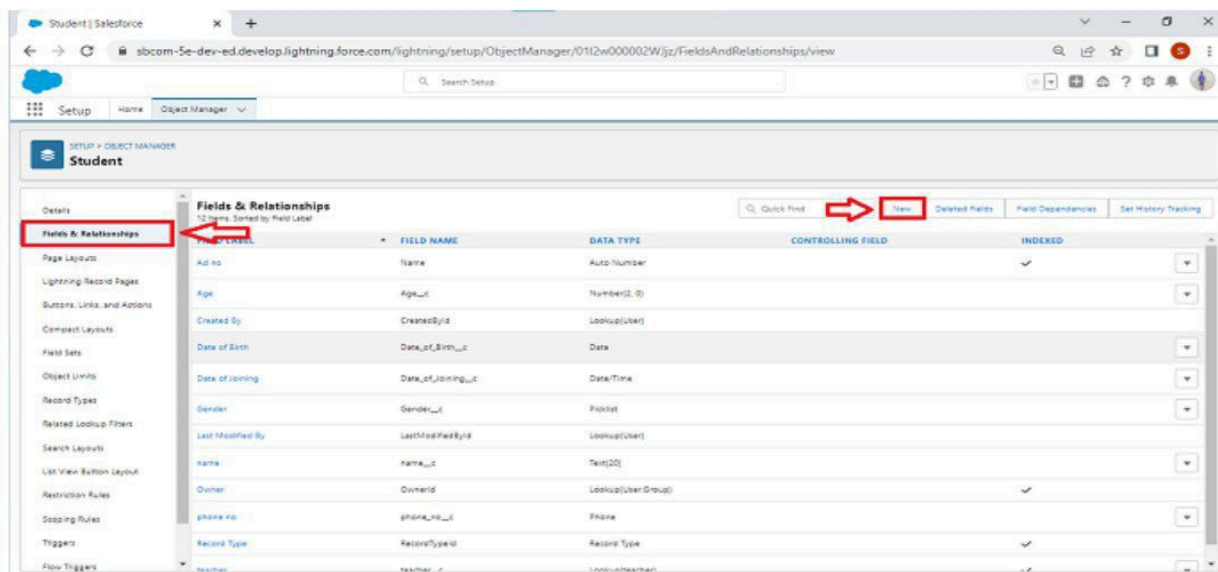 Student | Salesforce
sbcom-5e-dev-ed.develop.lightning.force.com/lightning/setup/ObjectManager/01I2w000002WJjz/FieldsAndRelationships/view
S
Search Setup
Setup Home Object Manager
SETUP > OBJECT MANAGER
Student
Details
Fields & Relationships
Page Layouts
Lightning Record Pages
Buttons, Links, and Actions
Compact Layouts
Field Sets
Object Limits
Record Types
Related Lookup Filters
Search Layouts
List View Button Layout
Restriction Rules
Scoping Rules
Triggers
Flow Triggers
Fields & Relationships
12 Items, Sorted by Field Label
Quick Find New Deleted Fields Field Dependencies Set History Tracking
FIELD LABEL FIELD NAME DATA TYPE CONTROLLING FIELD INDEXED
Ad no Name Auto Number
Age Age__c Number(2, 0)
Created By CreatedById Lookup(User)
Date of Birth Date_of_Birth__c Date
Date of Joining Date_of_Joining__c Date/Time
Gender Gender__c Picklist
Last Modified By LastModifiedById Lookup(User)
name name__c Text(20)
Owner OwnerId Lookup(User,Group)
phone no phone_no__c Phone
Record Type RecordTypeId Record Type
teacher teacher__c Lookup(teacher)